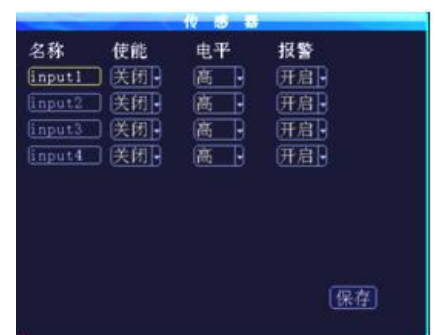 传 感 器
名称 使能 电平 报警
input1 关闭 高 开启
input2 关闭 高 开启
input3 关闭 高 开启
input4 关闭 高 开启
保存